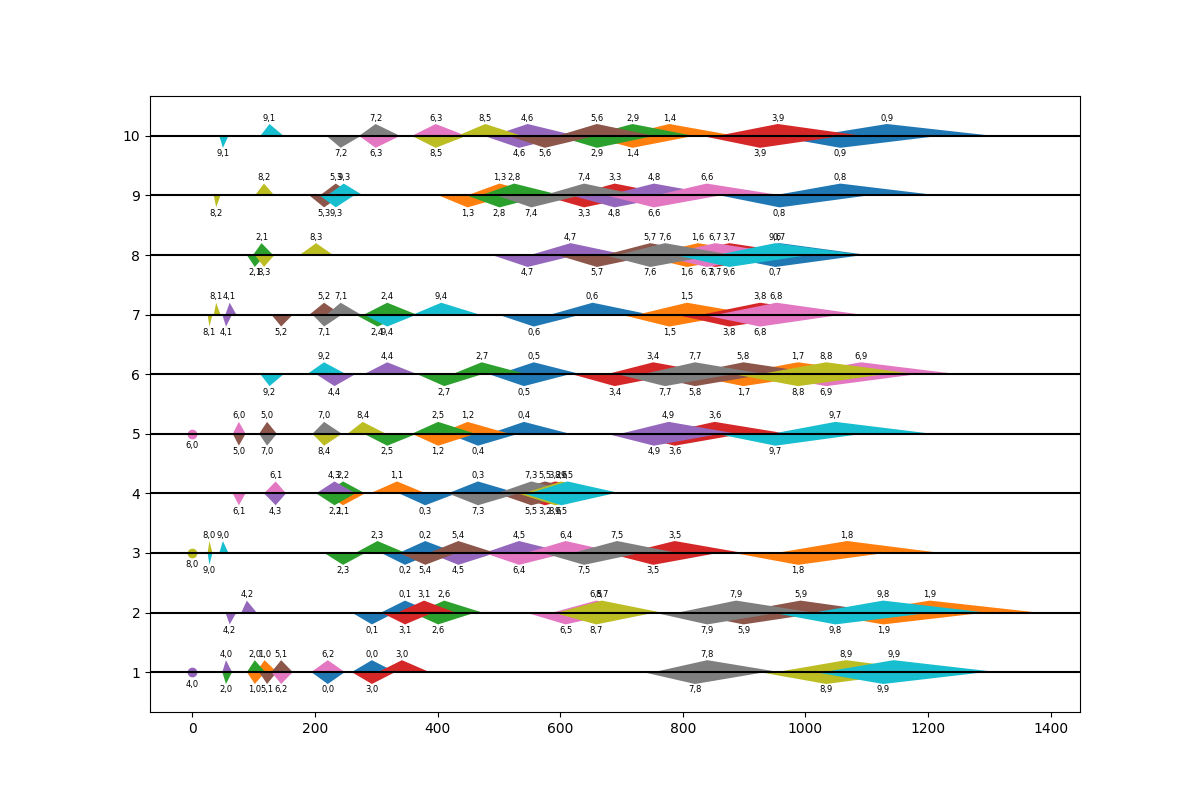 9,1 7,2 6,3 8,5 4,6 5,6 2,9 1,4 3,9 0,9
10
9,1 7,2 6,3 8,5 4,6 5,6 2,9 1,4 3,9 0,9
8,2 5,3 9,3 1,3 2,8 7,4 3,3 4,8 6,6 0,8
9
8,2 5,3 9,3 1,3 2,8 7,4 3,3 4,8 6,6 0,8
2,1 8,3 4,7 5,7 7,6 1,6 6,7 3,7 9,6 0,7
8
2,1 8,3 4,7 5,7 7,6 1,6 6,7 3,7 9,6 0,7
8,1 4,1 5,2 7,1 2,4 9,4 0,6 1,5 3,8 6,8
7
8,1 4,1 5,2 7,1 2,4 9,4 0,6 1,5 3,8 6,8
9,2 4,4 2,7 0,5 3,4 7,7 5,8 1,7 8,8 6,9
6
9,2 4,4 2,7 0,5 3,4 7,7 5,8 1,7 8,8 6,9
6,0 5,0 7,0 8,4 2,5 1,2 0,4 4,9 3,6 9,7
5
6,0 5,0 7,0 8,4 2,5 1,2 0,4 4,9 3,6 9,7
6,1 4,3 2,2 1,1 0,3 7,3 5,5 3,2 8,6 9,5
4
6,1 4,3 2,2 1,1 0,3 7,3 5,5 3,2 8,6 9,5
8,0 9,0 2,3 0,2 5,4 4,5 6,4 7,5 3,5 1,8
3
8,0 9,0 2,3 0,2 5,4 4,5 6,4 7,5 3,5 1,8
4,2 0,1 3,1 2,6 6,5 8,7 7,9 5,9 9,8 1,9
2
4,2 0,1 3,1 2,6 6,5 8,7 7,9 5,9 9,8 1,9
4,0 2,0 1,0 5,1 6,2 0,0 3,0 7,8 8,9 9,9
1
4,0 2,0 1,0 5,1 6,2 0,0 3,0 7,8 8,9 9,9
0 200 400 600 800 1000 1200 1400